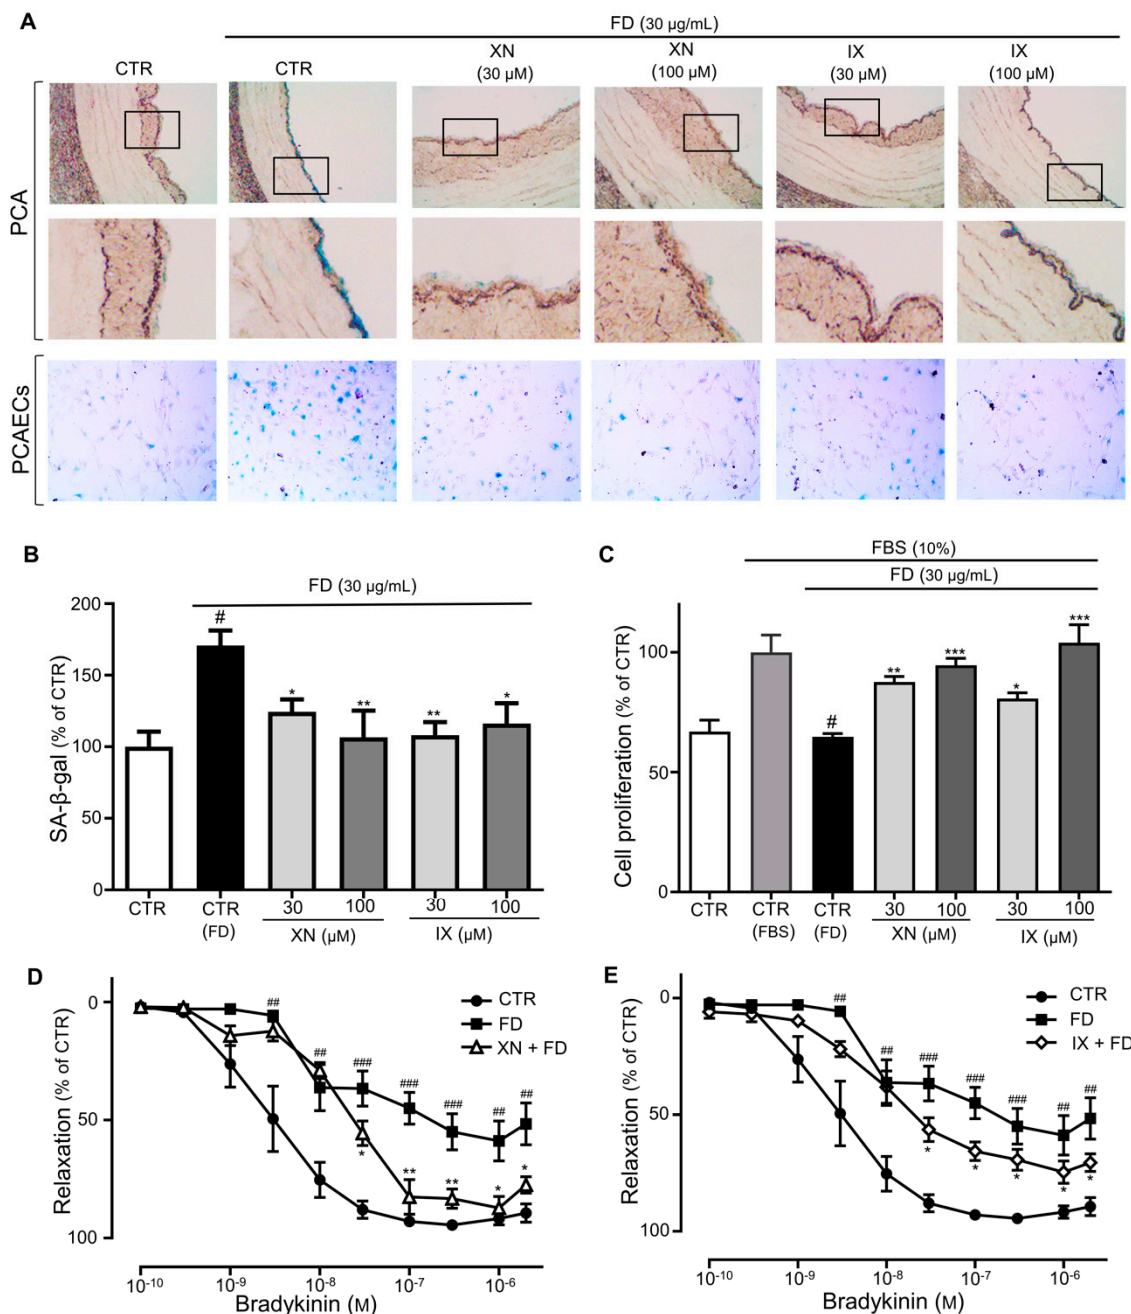 A
FD (30 µg/mL)
CTR
CTR
XN
(30 µM)
XN
(100 µM)
IX
(30 µM)
IX
(100 µM)
PCA
PCAECs
B
FD (30 µg/mL)
SA-β-gal (% of CTR)
200
150
100
50
0
#
*
**
**
*
CTR
CTR
(FD)
30
100
30
100
XN (µM)
IX (µM)
C
FBS (10%)
FD (30 µg/mL)
Cell proliferation (% of CTR)
100
50
0
#
**
***
*
***
CTR
CTR
(FBS)
CTR
(FD)
30
100
30
100
XN (µM)
IX (µM)
D
Relaxation (% of CTR)
0
50
100
CTR
FD
XN + FD
##
##
###
###
###
##
##
*
**
**
*
*
10⁻¹⁰
10⁻⁹
10⁻⁸
10⁻⁷
10⁻⁶
Bradykinin (M)
E
Relaxation (% of CTR)
0
50
100
CTR
FD
IX + FD
##
##
###
###
###
##
##
*
*
*
*
*
10⁻¹⁰
10⁻⁹
10⁻⁸
10⁻⁷
10⁻⁶
Bradykinin (M)